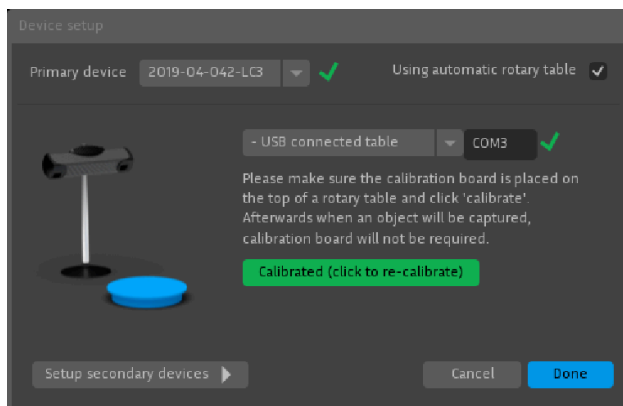 Device setup
Primary device 2019-04-042-LC3 Using automatic rotary table
- USB connected table COM3
Please make sure the calibration board is placed on
the top of a rotary table and click 'calibrate'.
Afterwards when an object will be captured,
calibration board will not be required.
Calibrated (click to re-calibrate)
Setup secondary devices Cancel Done